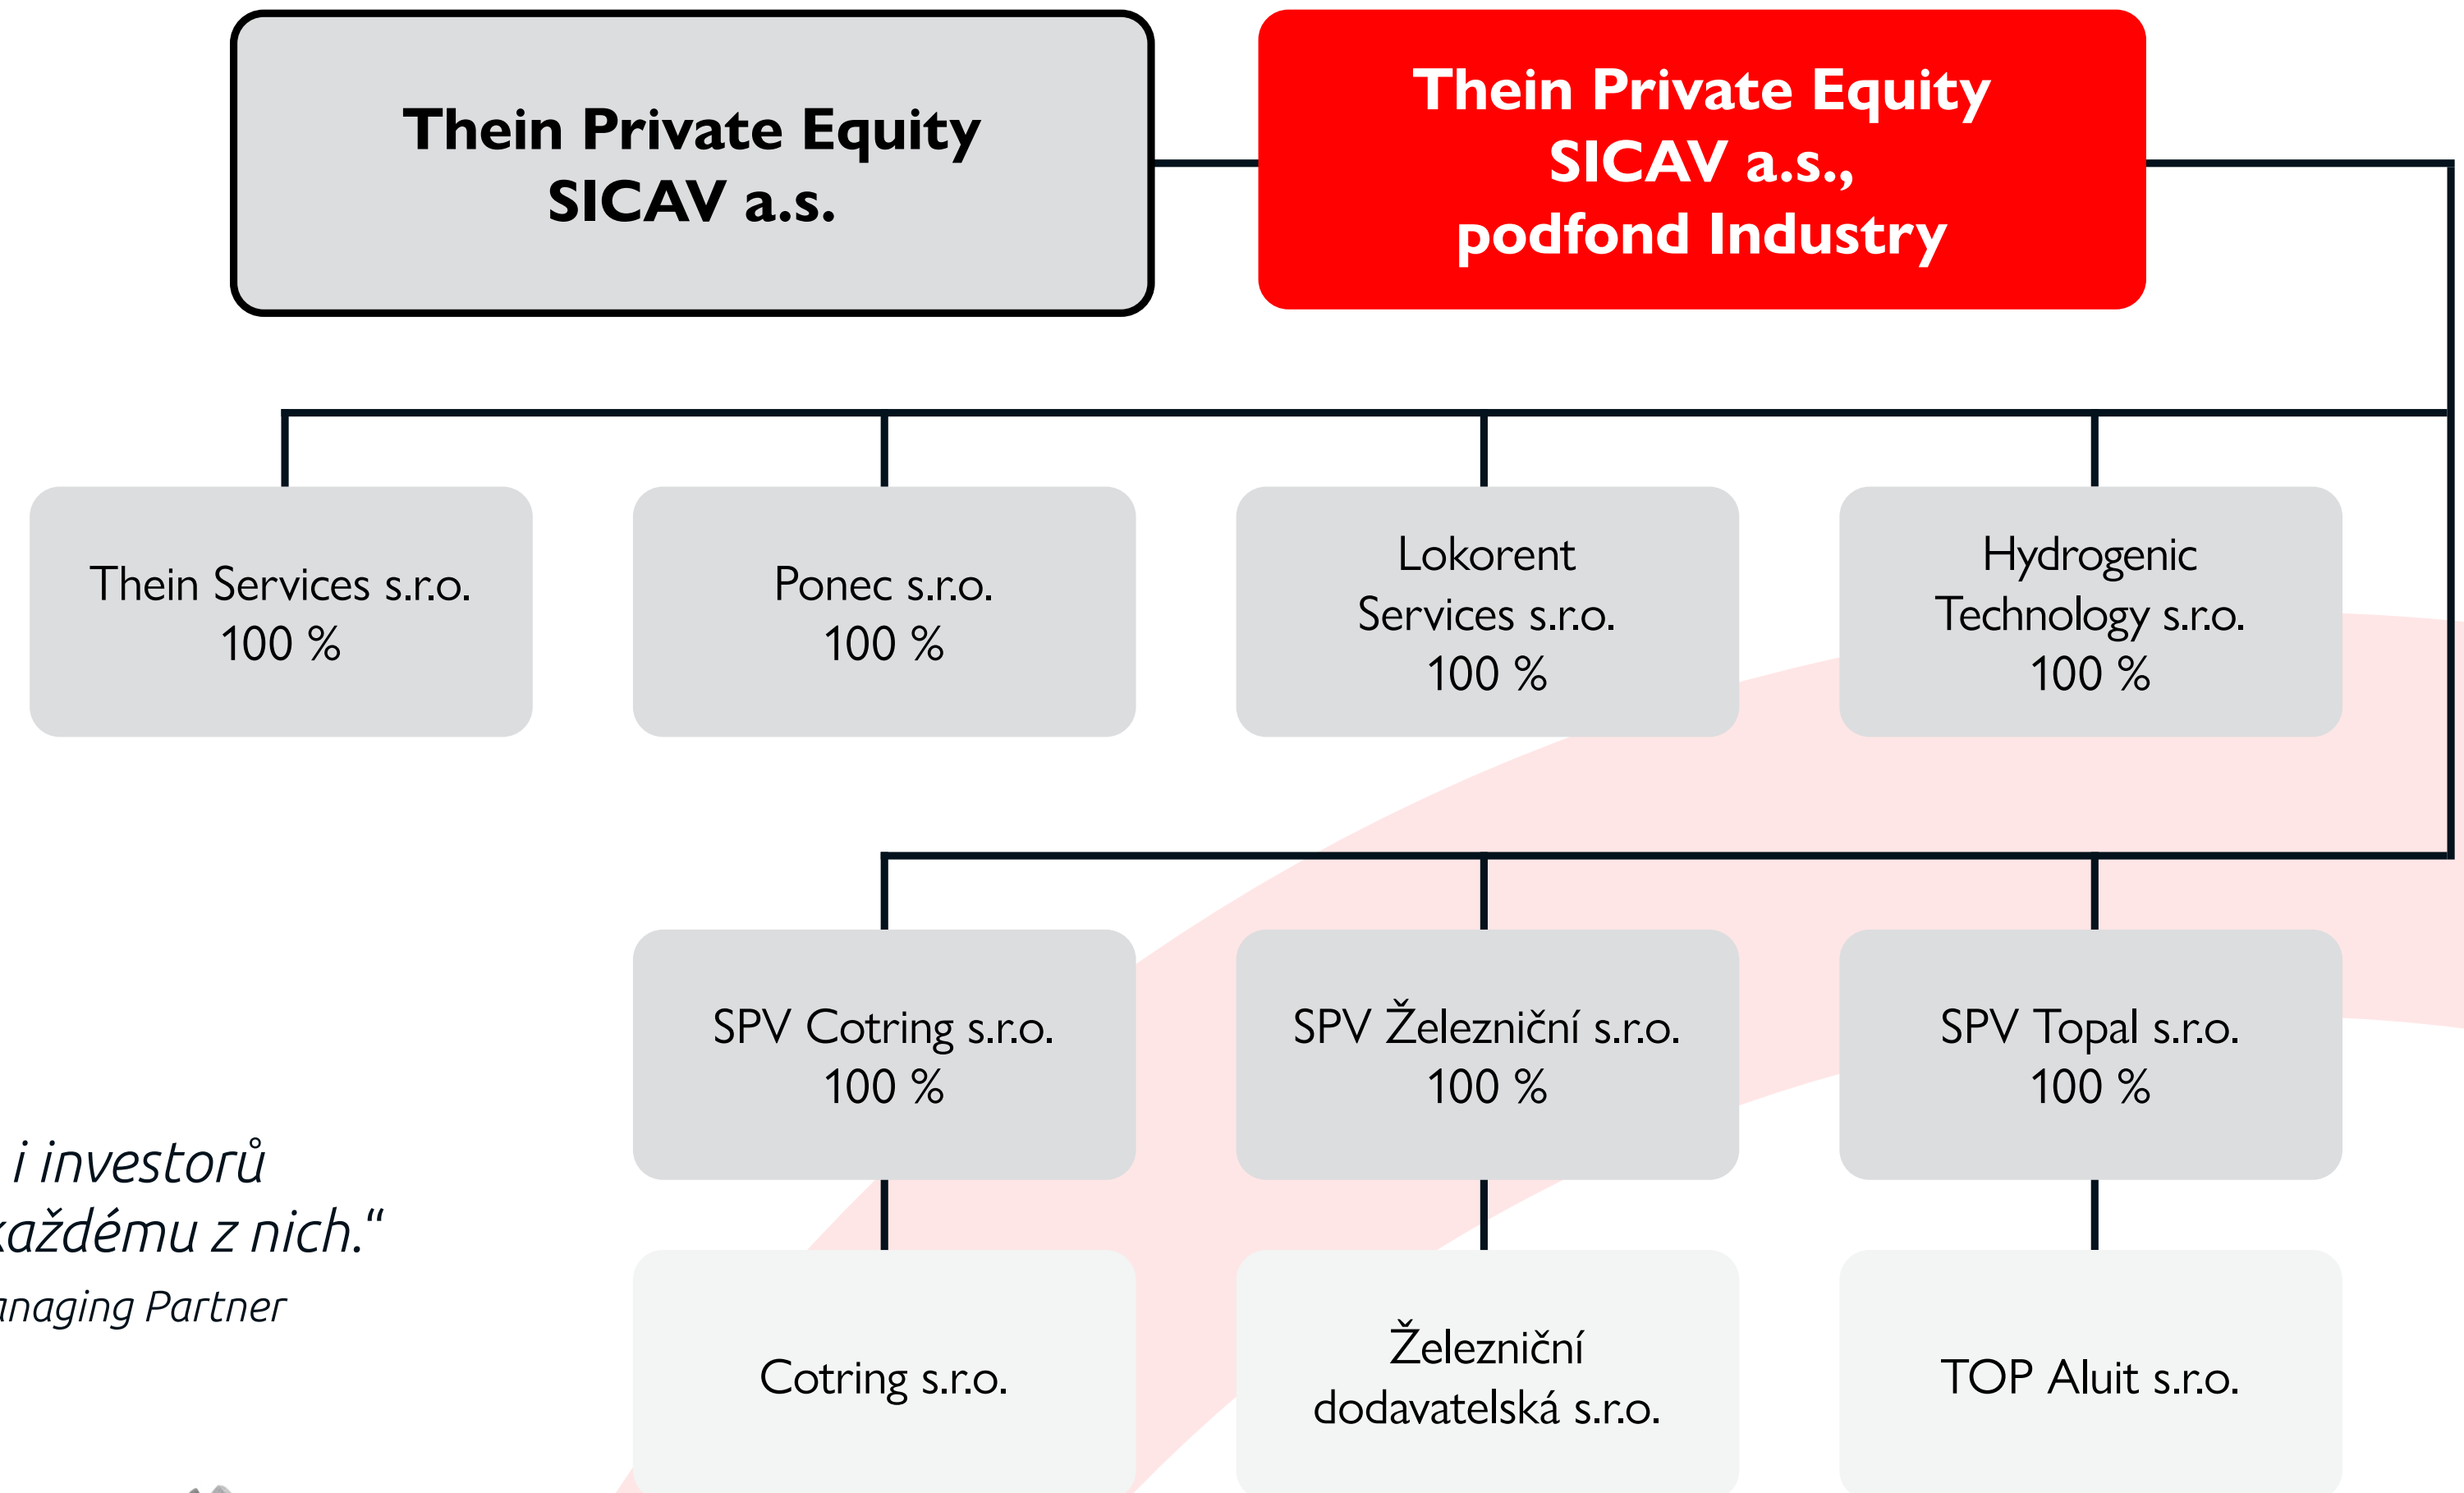 Thein Private Equity
SICAV a.s.
Thein Private Equity
SICAV a.s.,
podfond Industry
Thein Services s.r.o.
100 %
Ponec s.r.o.
100 %
Lokorent
Services s.r.o.
100 %
Hydrogenic
Technology s.r.o.
100 %
SPV Cotring s.r.o.
100 %
SPV Železniční s.r.o.
100 %
SPV Topal s.r.o.
100 %
i investorů
každému z nich.“
anaging Partner
Cotring s.r.o.
Železniční
dodavatelská s.r.o.
TOP Aluit s.r.o.